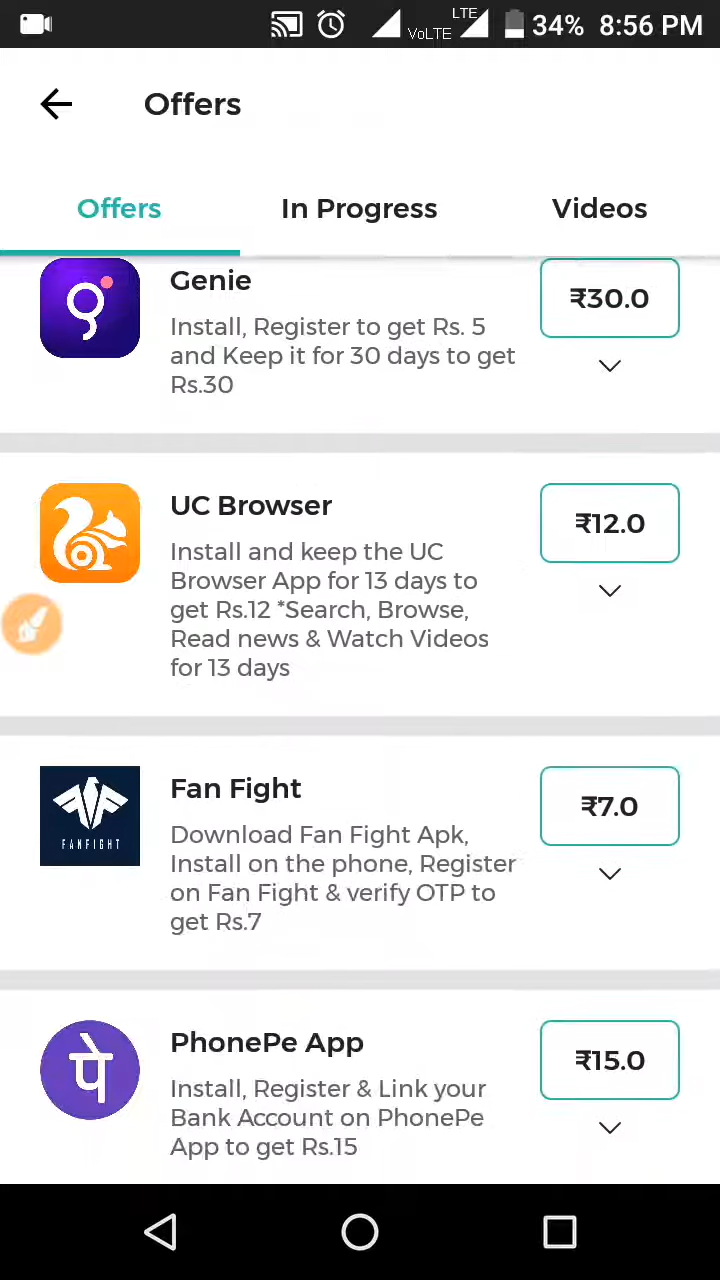 VoLTE LTE 34% 8:56 PM
Offers
Offers In Progress Videos
Genie
₹30.0
Install, Register to get Rs. 5
and Keep it for 30 days to get
Rs.30
UC Browser
₹12.0
Install and keep the UC
Browser App for 13 days to
get Rs.12 *Search, Browse,
Read news & Watch Videos
for 13 days
FANFIGHT
Fan Fight
₹7.0
Download Fan Fight Apk,
Install on the phone, Register
on Fan Fight & verify OTP to
get Rs.7
पे
PhonePe App
₹15.0
Install, Register & Link your
Bank Account on PhonePe
App to get Rs.15